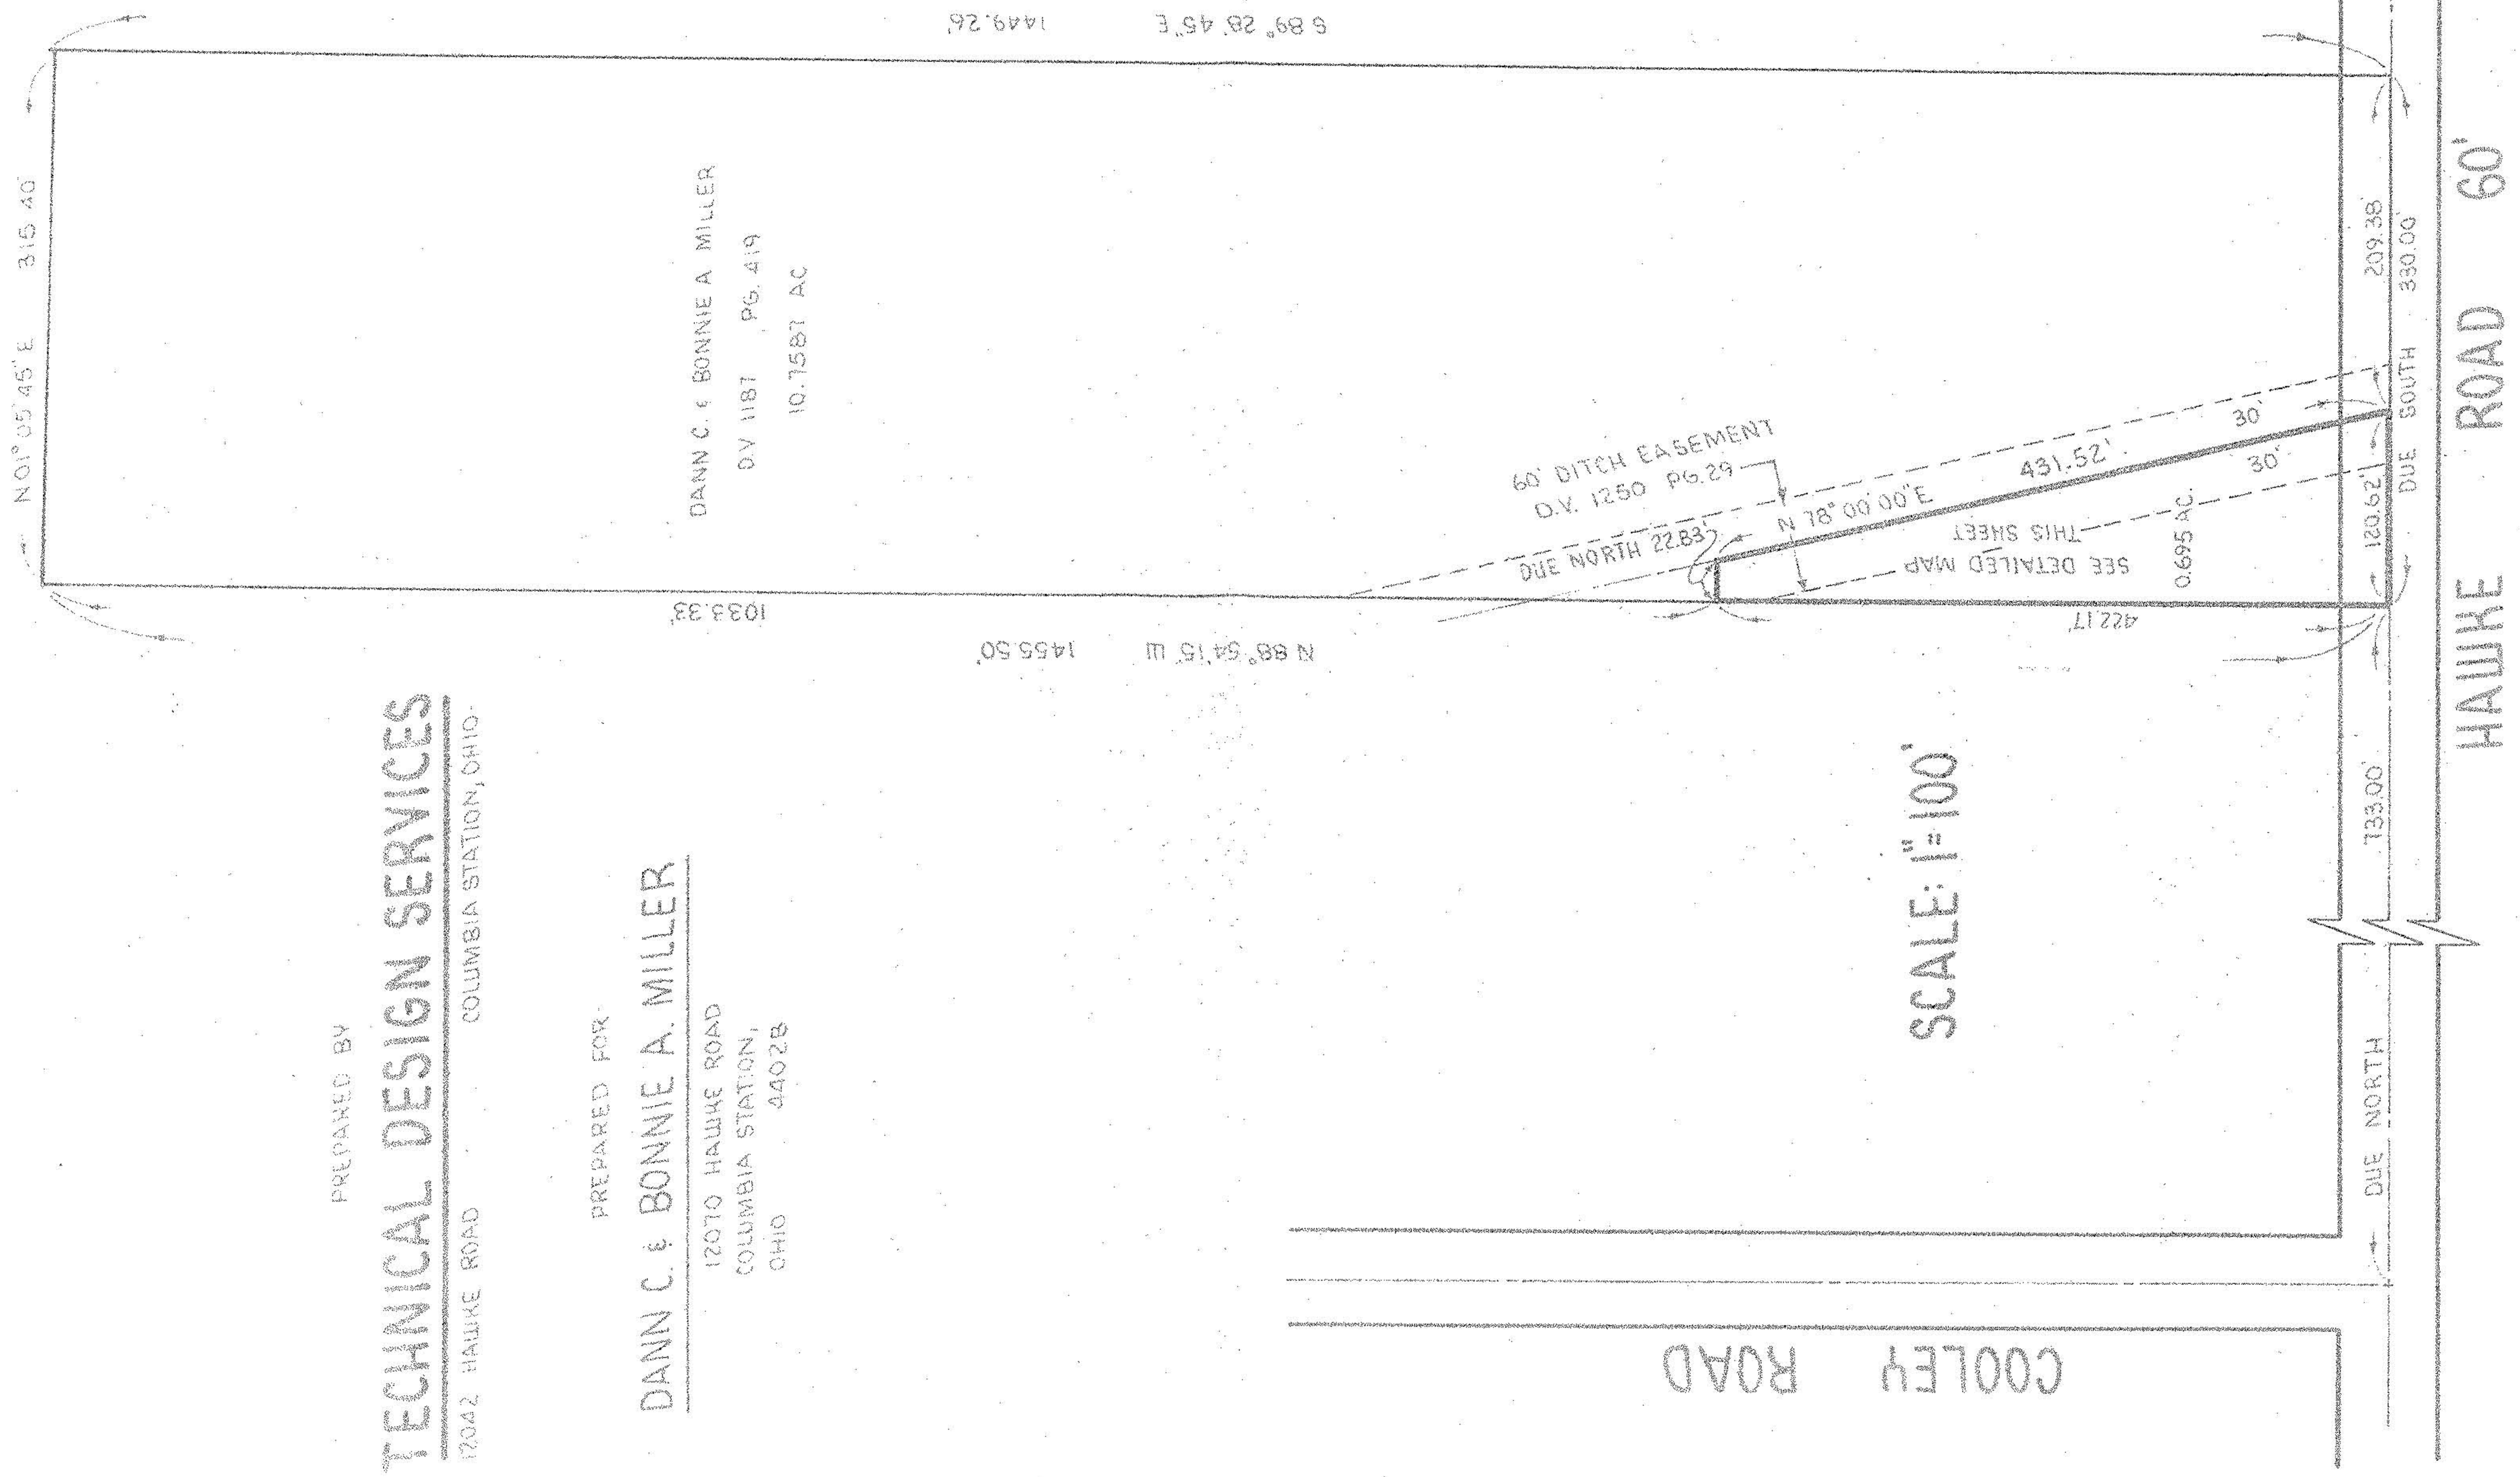 S 89° 28' 45" E 1449.26'
N 01° 05' 45" E 315.40'
DANN C. & BONNIE A MILLER
D.V 1187 PG. 419
10.7587 AC
60' DITCH EASEMENT
D.V. 1250 PG. 29
DUE NORTH 22.83'
N 78° 00' 00" E
431.52'
30'
30'
SEE DETAILED MAP
THIS SHEET
0.695 AC.
209.38'
120.62'
DUE SOUTH 330.00'
HAWKE ROAD 60'
1033.33'
422.17'
N 88° 54' 15" W 1455.50'
PREPARED BY
TECHNICAL DESIGN SERVICES
12042 HAWKE ROAD COLUMBIA STATION, OHIO.
PREPARED FOR
DANN C. & BONNIE A. MILLER
12070 HAWKE ROAD
COLUMBIA STATION,
OHIO 44028
SCALE: 1"=100'
DUE NORTH 733.00'
COOLEY ROAD